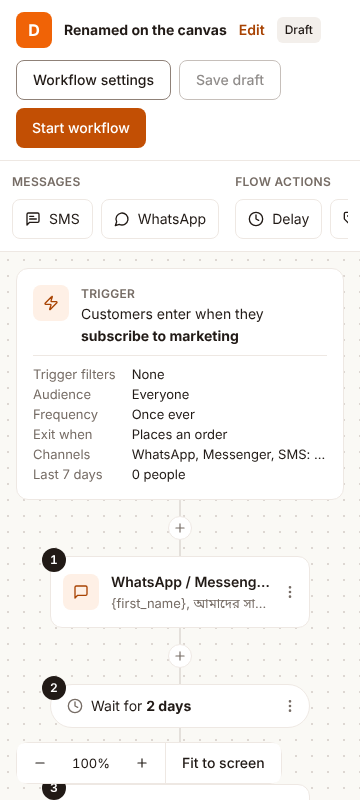 D Renamed on the canvas Edit Draft
Workflow settings Save draft
Start workflow
MESSAGES FLOW ACTIONS
SMS WhatsApp Delay
TRIGGER
Customers enter when they
subscribe to marketing
Trigger filters None
Audience Everyone
Frequency Once ever
Exit when Places an order
Channels WhatsApp, Messenger, SMS: ...
Last 7 days 0 people
1
WhatsApp / Messeng...
{first_name}, আমাদের সা...
2
Wait for 2 days
100% Fit to screen
3